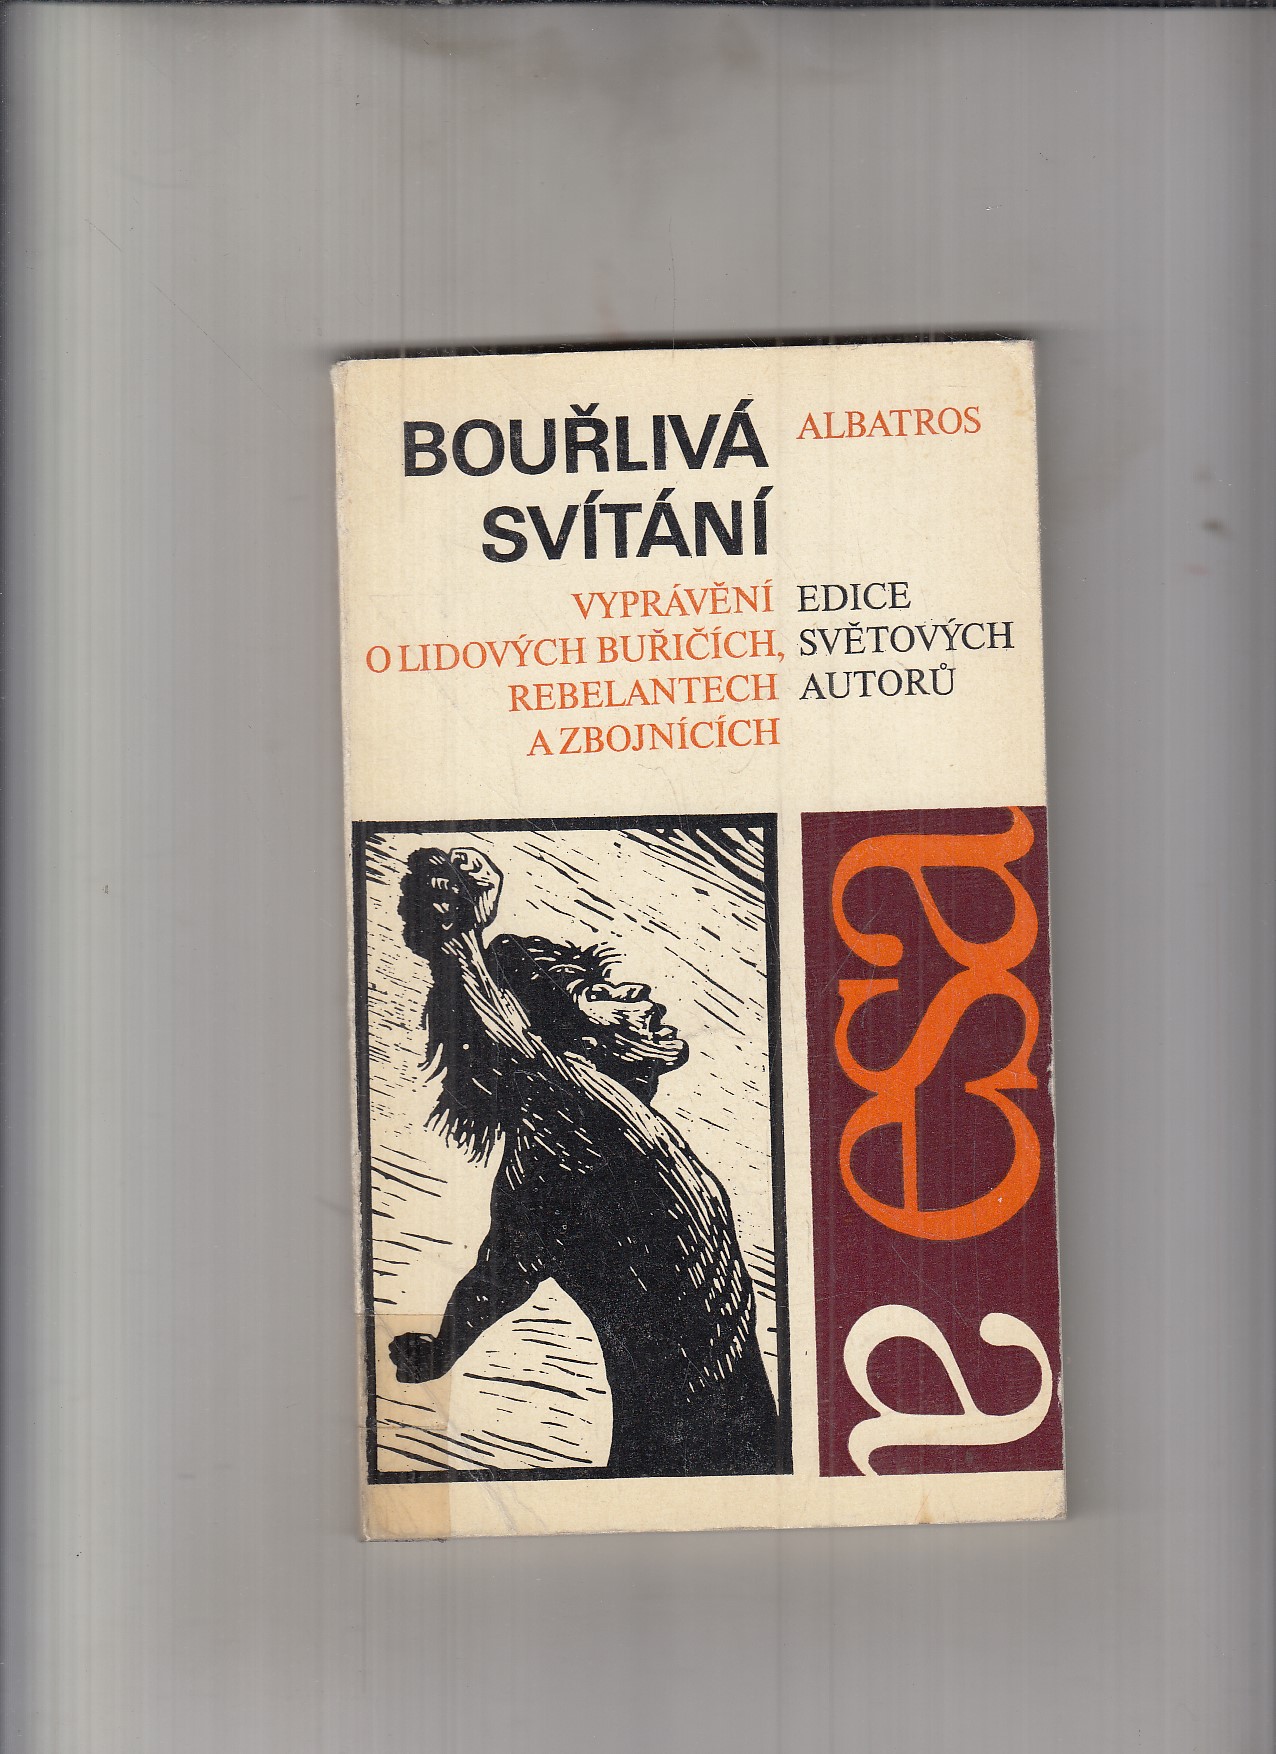 BOUŘLIVÁ
SVÍTÁNÍ
VYPRÁVĚNÍ
O LIDOVÝCH BUŘIČÍCH,
REBELANTECH
A ZBOJNÍCÍCH
ALBATROS
EDICE
SVĚTOVÝCH
AUTORŮ
a esa